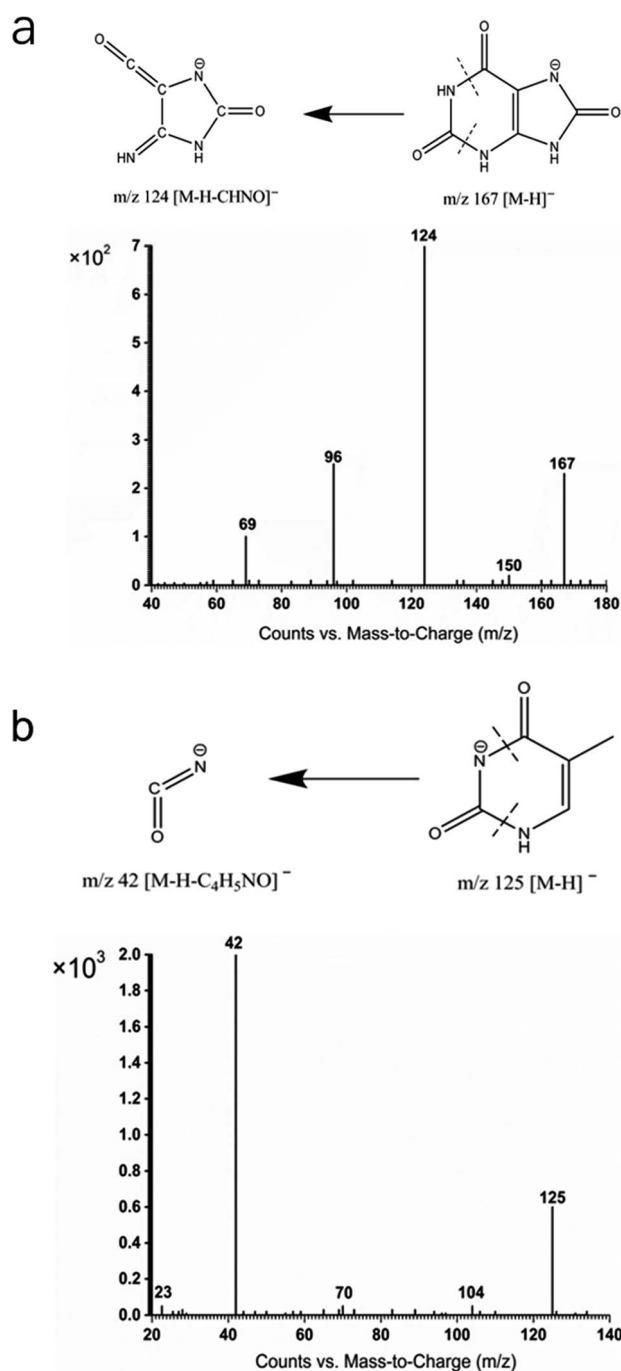 a
O
C
C
N
⊖
C
O
C
HN
N
H
m/z 124 [M-H-CHNO]⁻
O
HN
N
⊖
O
O
N
H
N
H
m/z 167 [M-H]⁻
×10²
7
6
5
4
3
2
1
0
124
96
69
150
167
40 60 80 100 120 140 160 180
Counts vs. Mass-to-Charge (m/z)
b
⊖
N
C
O
m/z 42 [M-H-C₄H₅NO]⁻
O
⊖
N
O
N
H
m/z 125 [M-H]⁻
×10³
2.0
1.8
1.6
1.4
1.2
1.0
0.8
0.6
0.4
0.2
0.0
42
23
70
104
125
20 40 60 80 100 120 140
Counts vs. Mass-to-Charge (m/z)